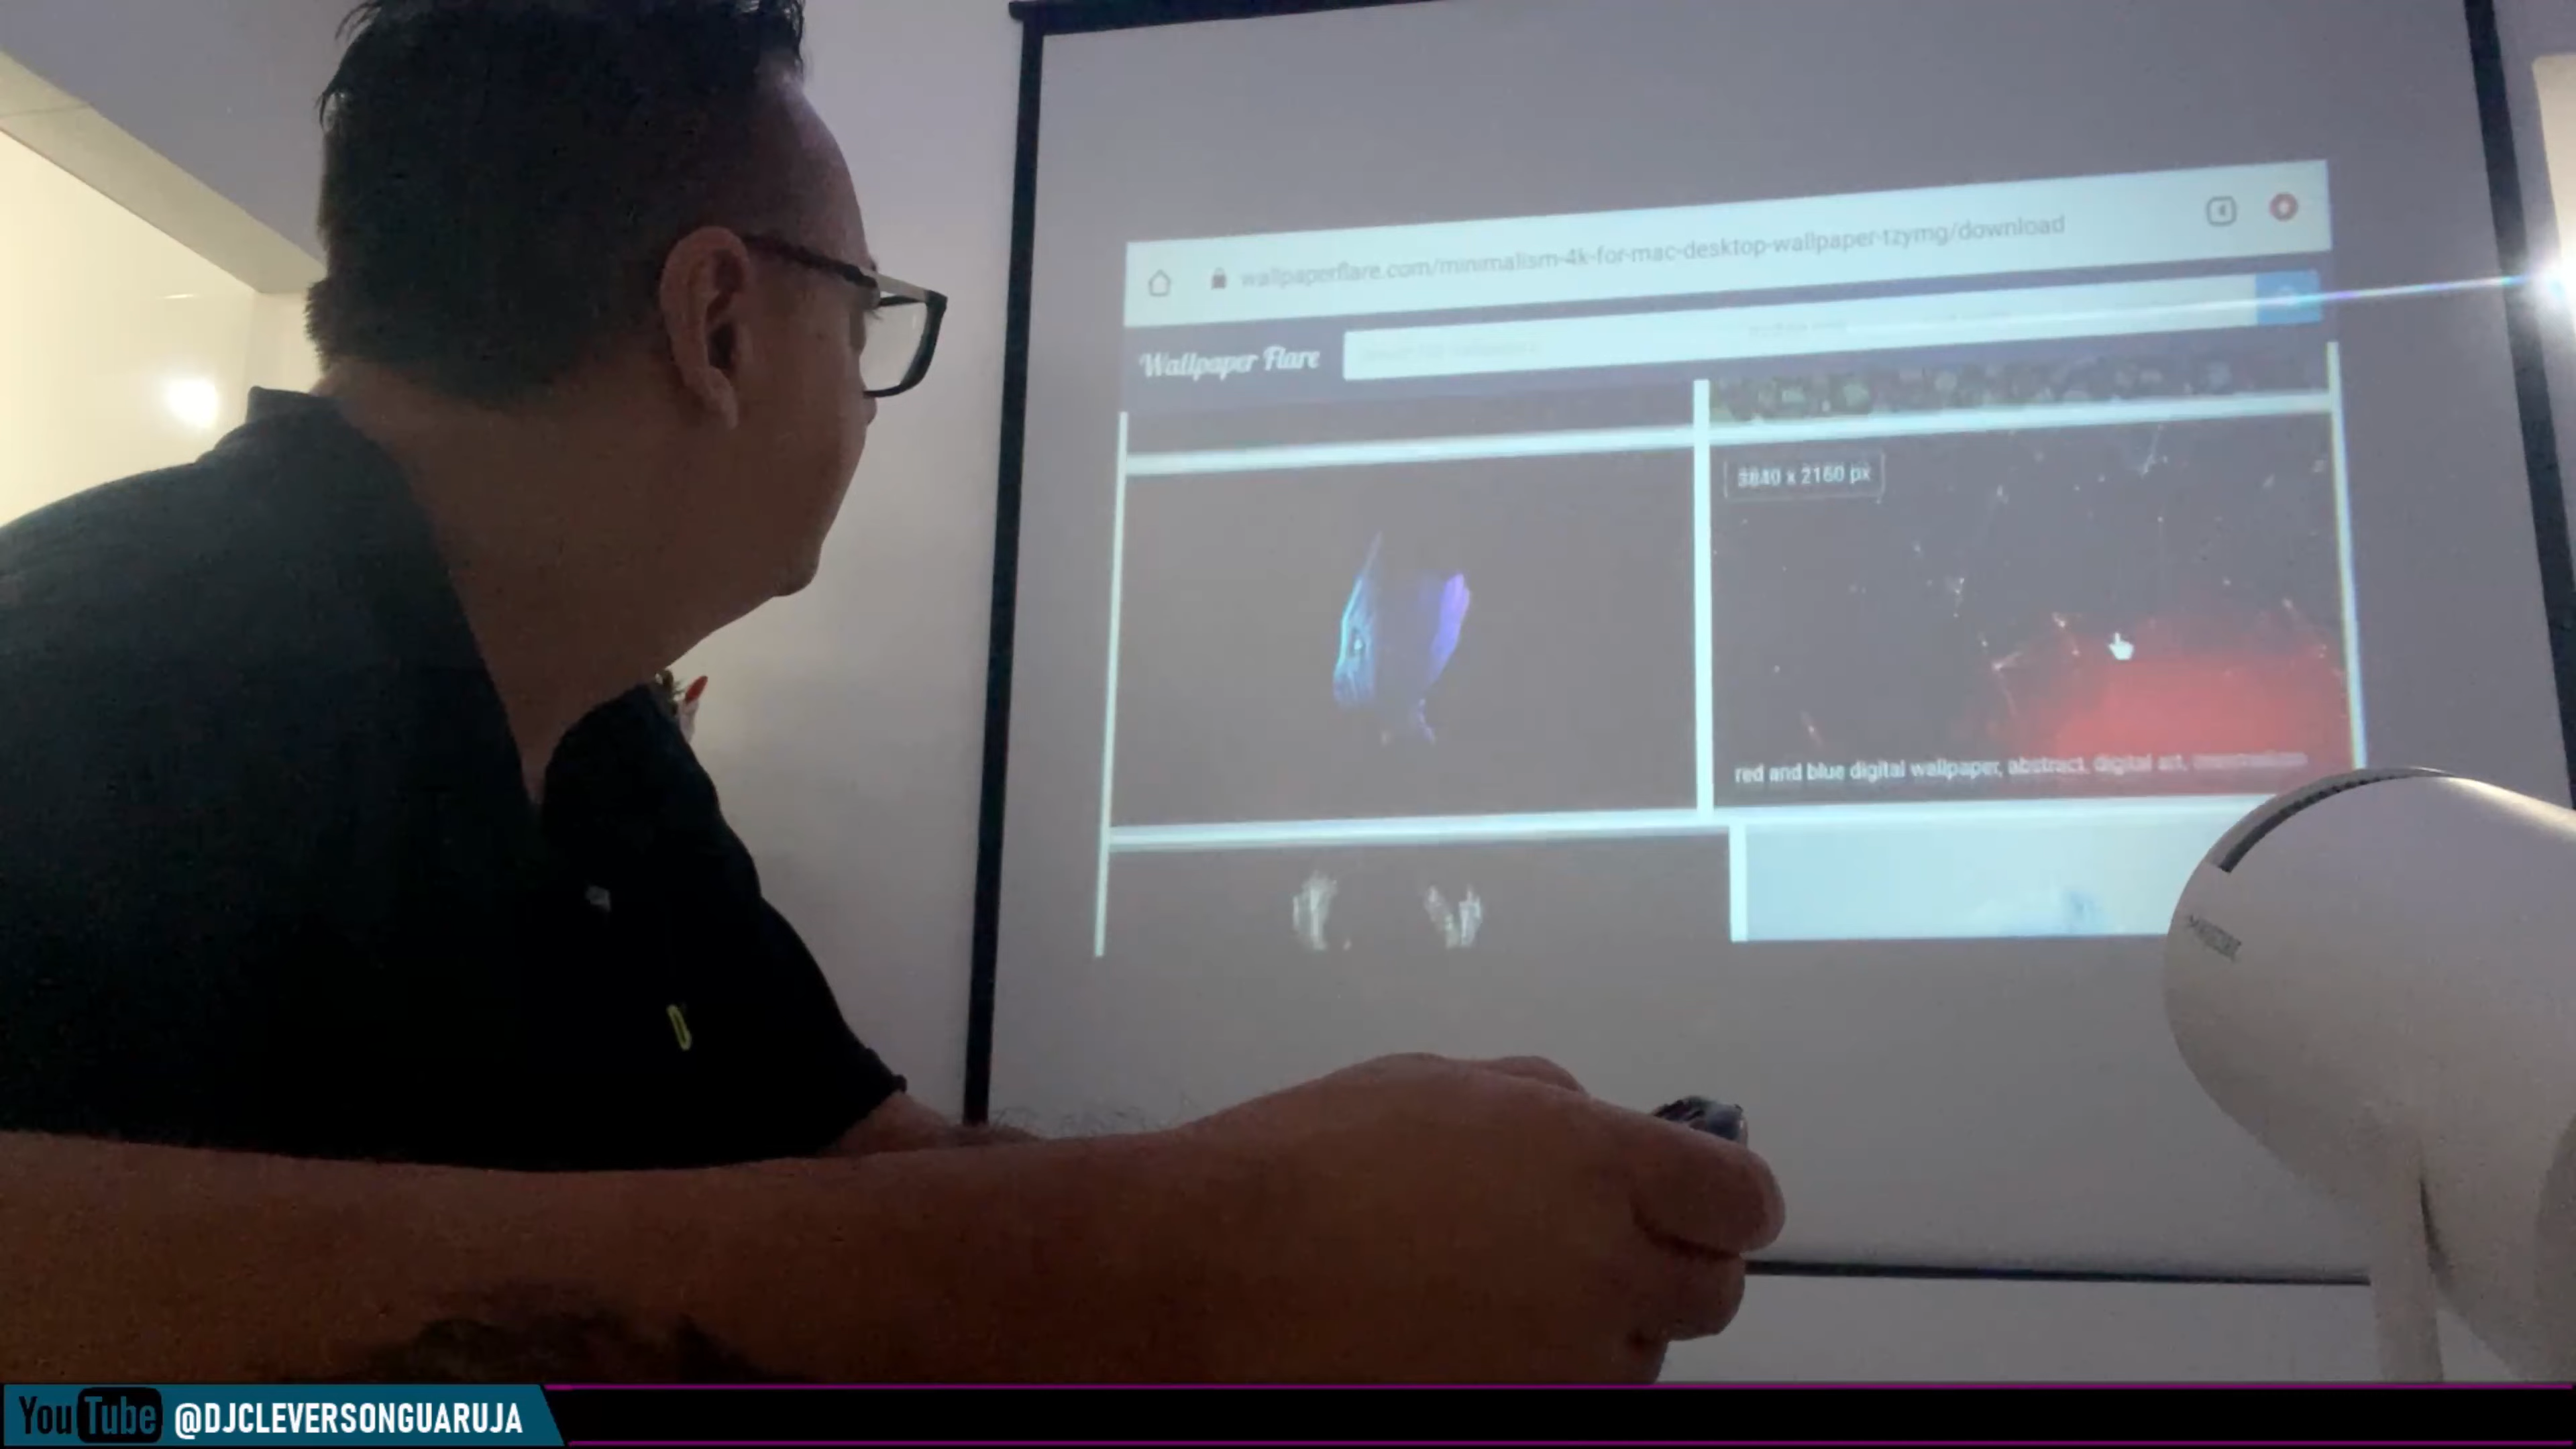 wallpaperflare.com/minimalism-4k-for-mac-desktop-wallpaper-tzymg/download
Wallpaper Flare
3840 x 2160 px
red and blue digital wallpaper, abstract, digital art, minimalism
YouTube @DJCLEVERSONGUARUJA